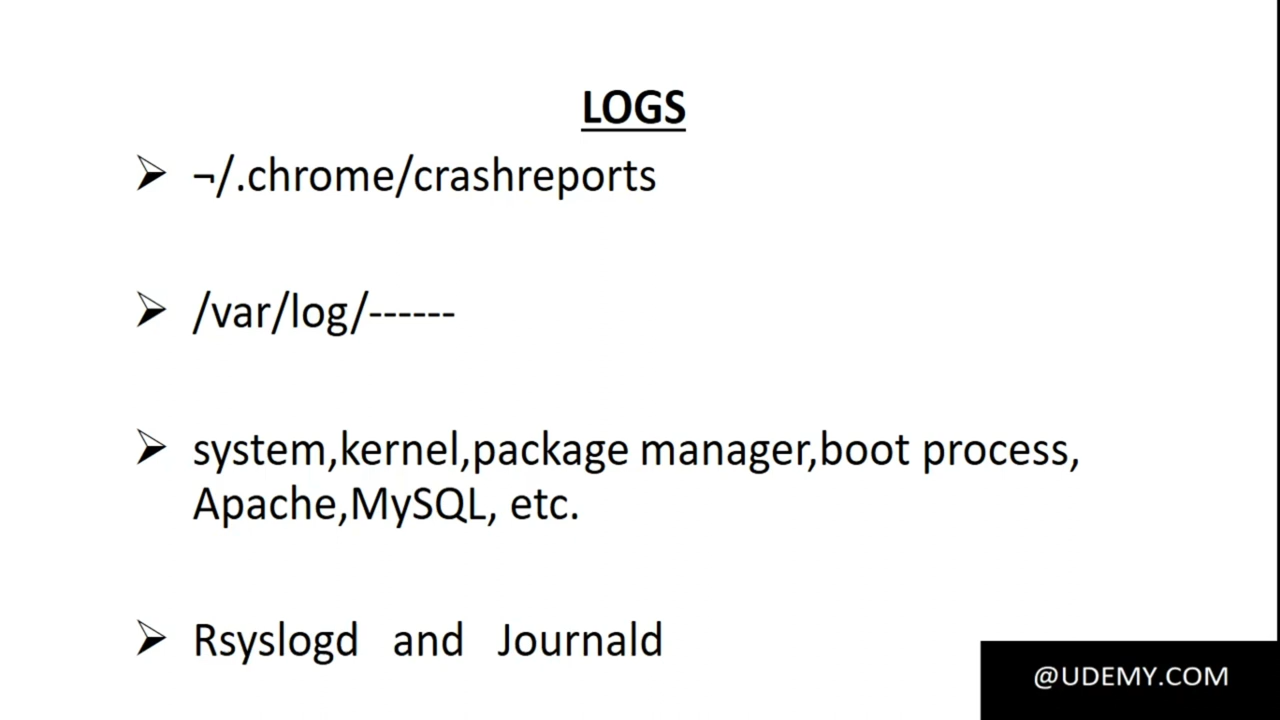 LOGS
¬/.chrome/crashreports
/var/log/------
system,kernel,package manager,boot process,
Apache,MySQL, etc.
Rsyslogd and Journald
@UDEMY.COM